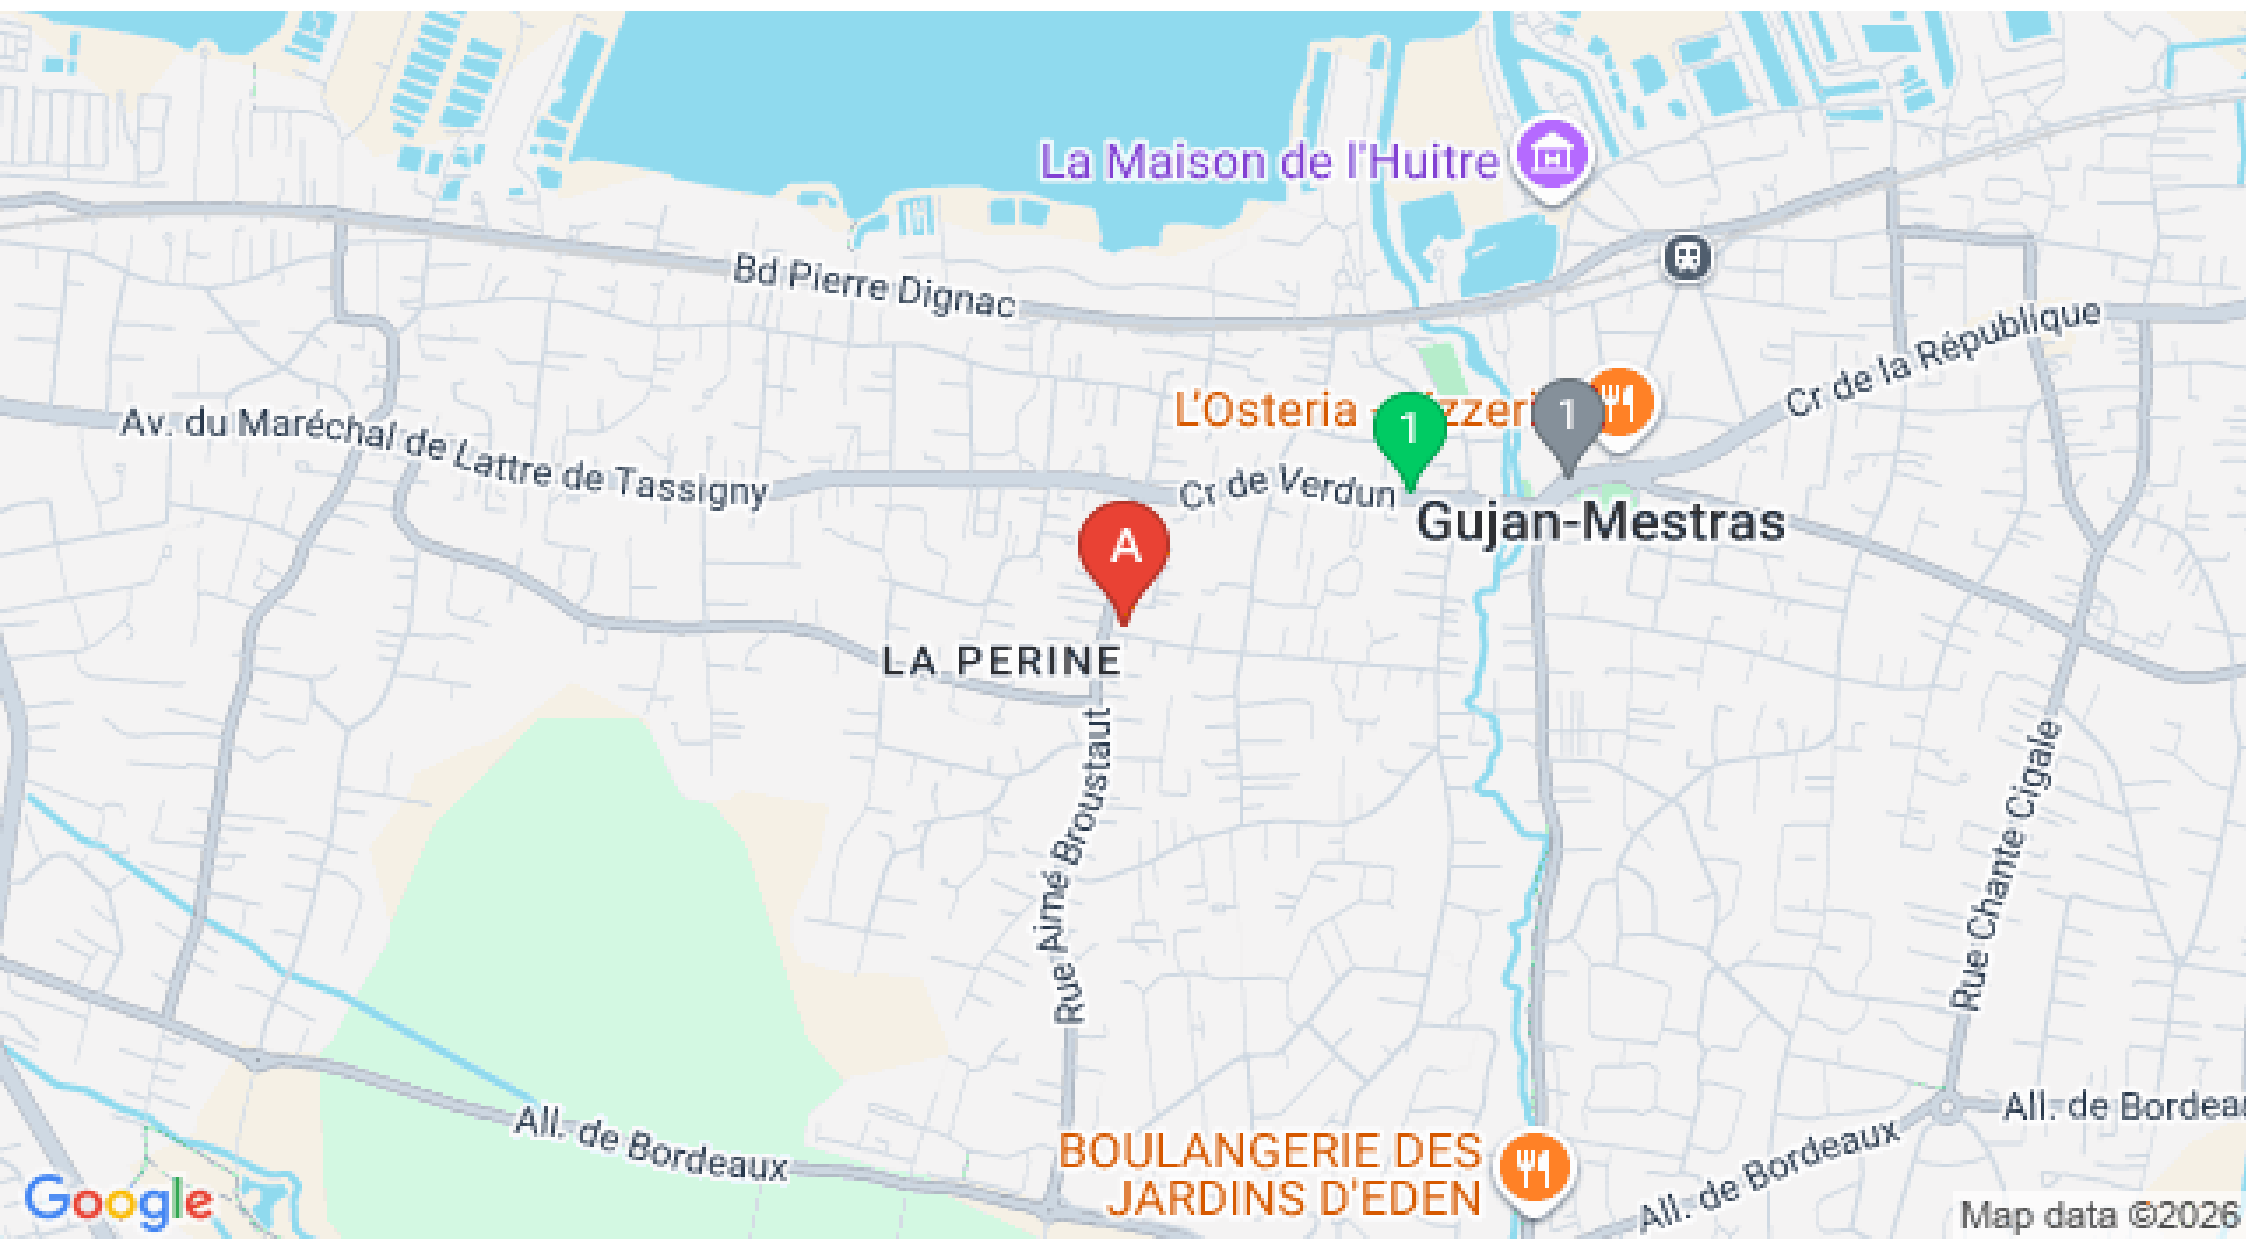 La Maison de l'Huitre
Bd Pierre Dignac
Cr de la République
L'Osteria -
1
1
Av. du Maréchal de Lattre de Tassigny
Cr de Verdun
Gujan-Mestras
A
LA PERINE
Rue Aimé Broustaut
Rue Chante Cigale
All. de Bordeaux
BOULANGERIE DES
JARDINS D'EDEN
All. de Bordeaux
All. de Bordea
Google
Map data ©2026